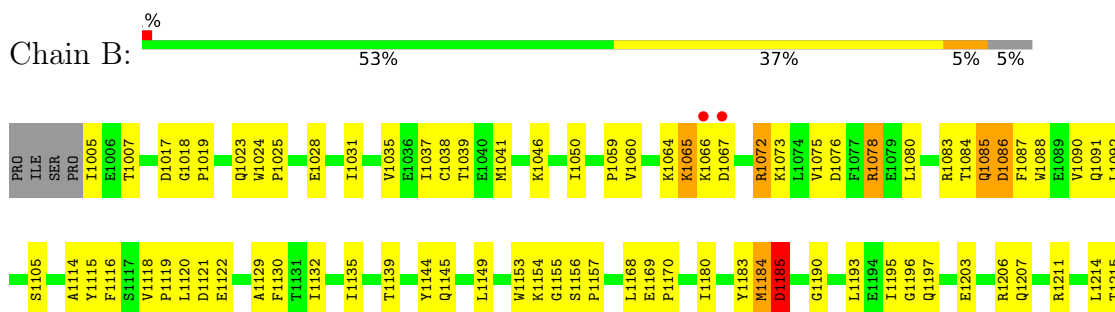 %
Chain B:
53% 37% 5% 5%
PRO ILE SER PRO I1005 E1006 T1007 D1017 G1018 P1019 Q1023 W1024 P1025 E1028 I1031 V1035 E1036 I1037 C1038 T1039 E1040 M1041 K1046 I1050 P1059 V1060 K1064 K1065 K1066 D1067 R1072 K1073 L1074 V1075 D1076 F1077 R1078 E1079 L1080 R1083 T1084 Q1085 D1086 F1087 W1088 E1089 V1090 Q1091 L1092
S1105 A1114 Y1115 F1116 S1117 V1118 P1119 L1120 D1121 E1122 A1129 F1130 T1131 I1132 I1135 T1139 Y1144 Q1145 L1149 W1153 K1154 G1155 S1156 P1157 L1168 E1169 P1170 I1180 Y1183 M1184 D1185 G1190 L1193 E1194 I1195 G1196 Q1197 E1203 R1206 Q1207 R1211 L1214 T1215